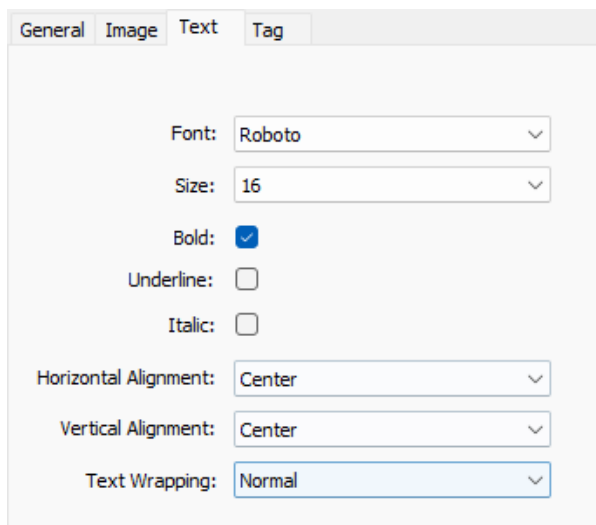 General Image Text Tag
Font: Roboto
Size: 16
Bold:
Underline:
Italic:
Horizontal Alignment: Center
Vertical Alignment: Center
Text Wrapping: Normal